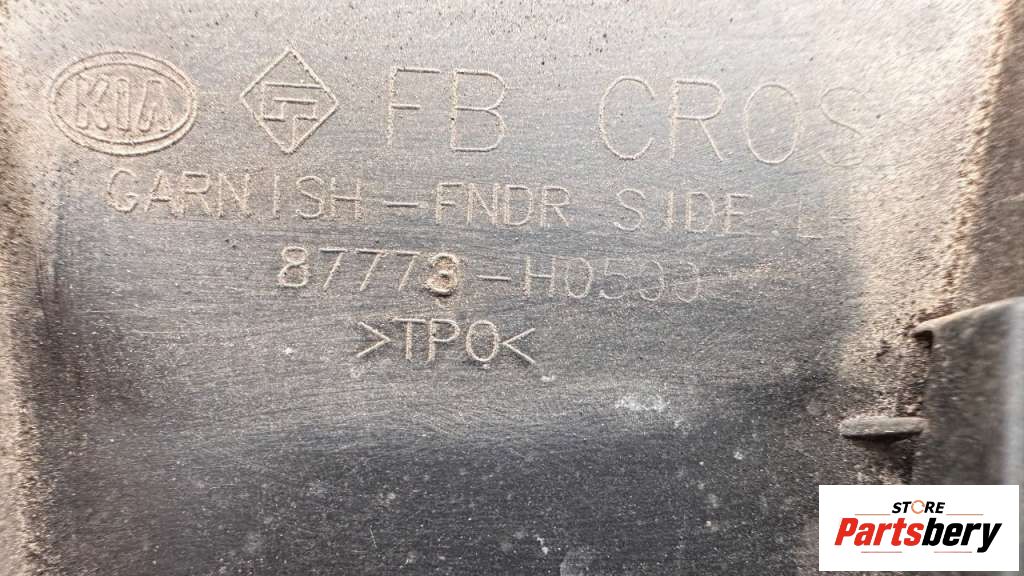 KIA FB CROS
GARNISH-FNDR SIDE.L
87773-H0500
>TPO<
STORE
Partsbery